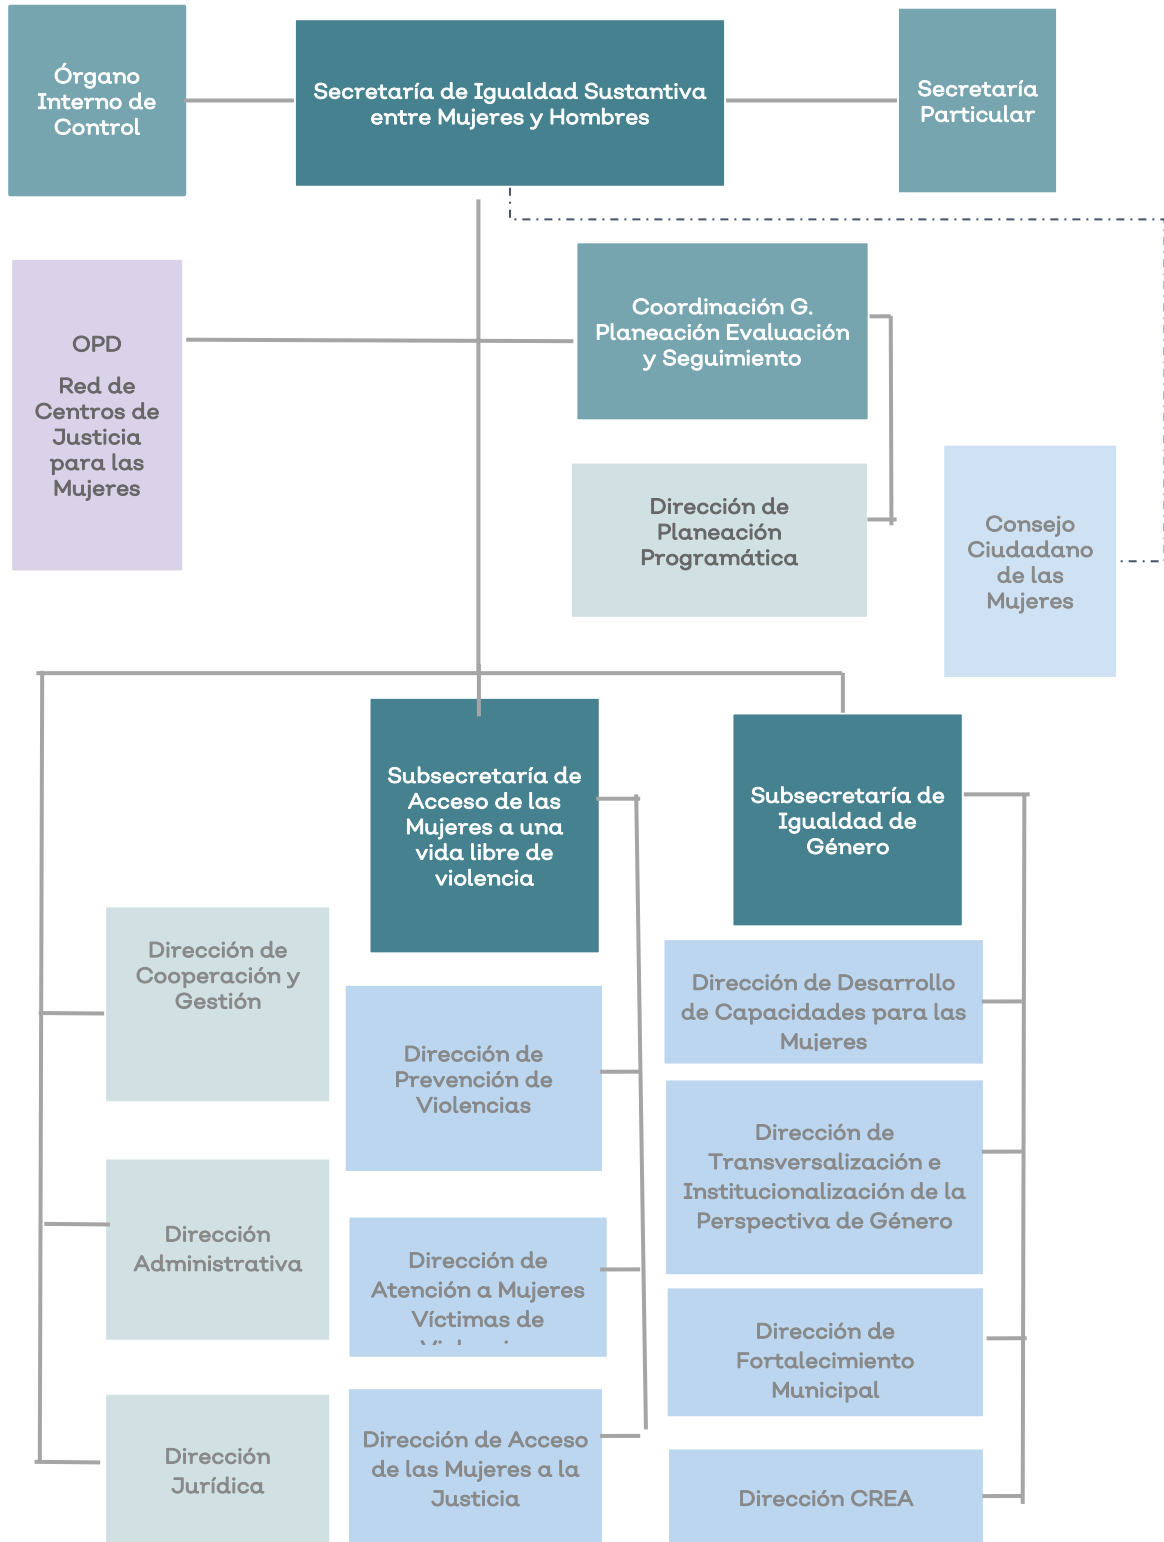 Órgano
Interno de
Control
Secretaría de Igualdad Sustantiva
entre Mujeres y Hombres
Secretaría
Particular
OPD
Red de
Centros de
Justicia
para las
Mujeres
Coordinación G.
Planeación Evaluación
y Seguimiento
Dirección de
Planeación
Programática
Consejo
Ciudadano
de las
Mujeres
Subsecretaría de
Acceso de las
Mujeres a una
vida libre de
violencia
Subsecretaría de
Igualdad de
Género
Dirección de
Cooperación y
Gestión
Dirección
Administrativa
Dirección
Jurídica
Dirección de
Prevención de
Violencias
Dirección de
Atención a Mujeres
Víctimas de
Dirección de Acceso
de las Mujeres a la
Justicia
Dirección de Desarrollo
de Capacidades para las
Mujeres
Dirección de
Transversalización e
Institucionalización de la
Perspectiva de Género
Dirección de
Fortalecimiento
Municipal
Dirección CREA